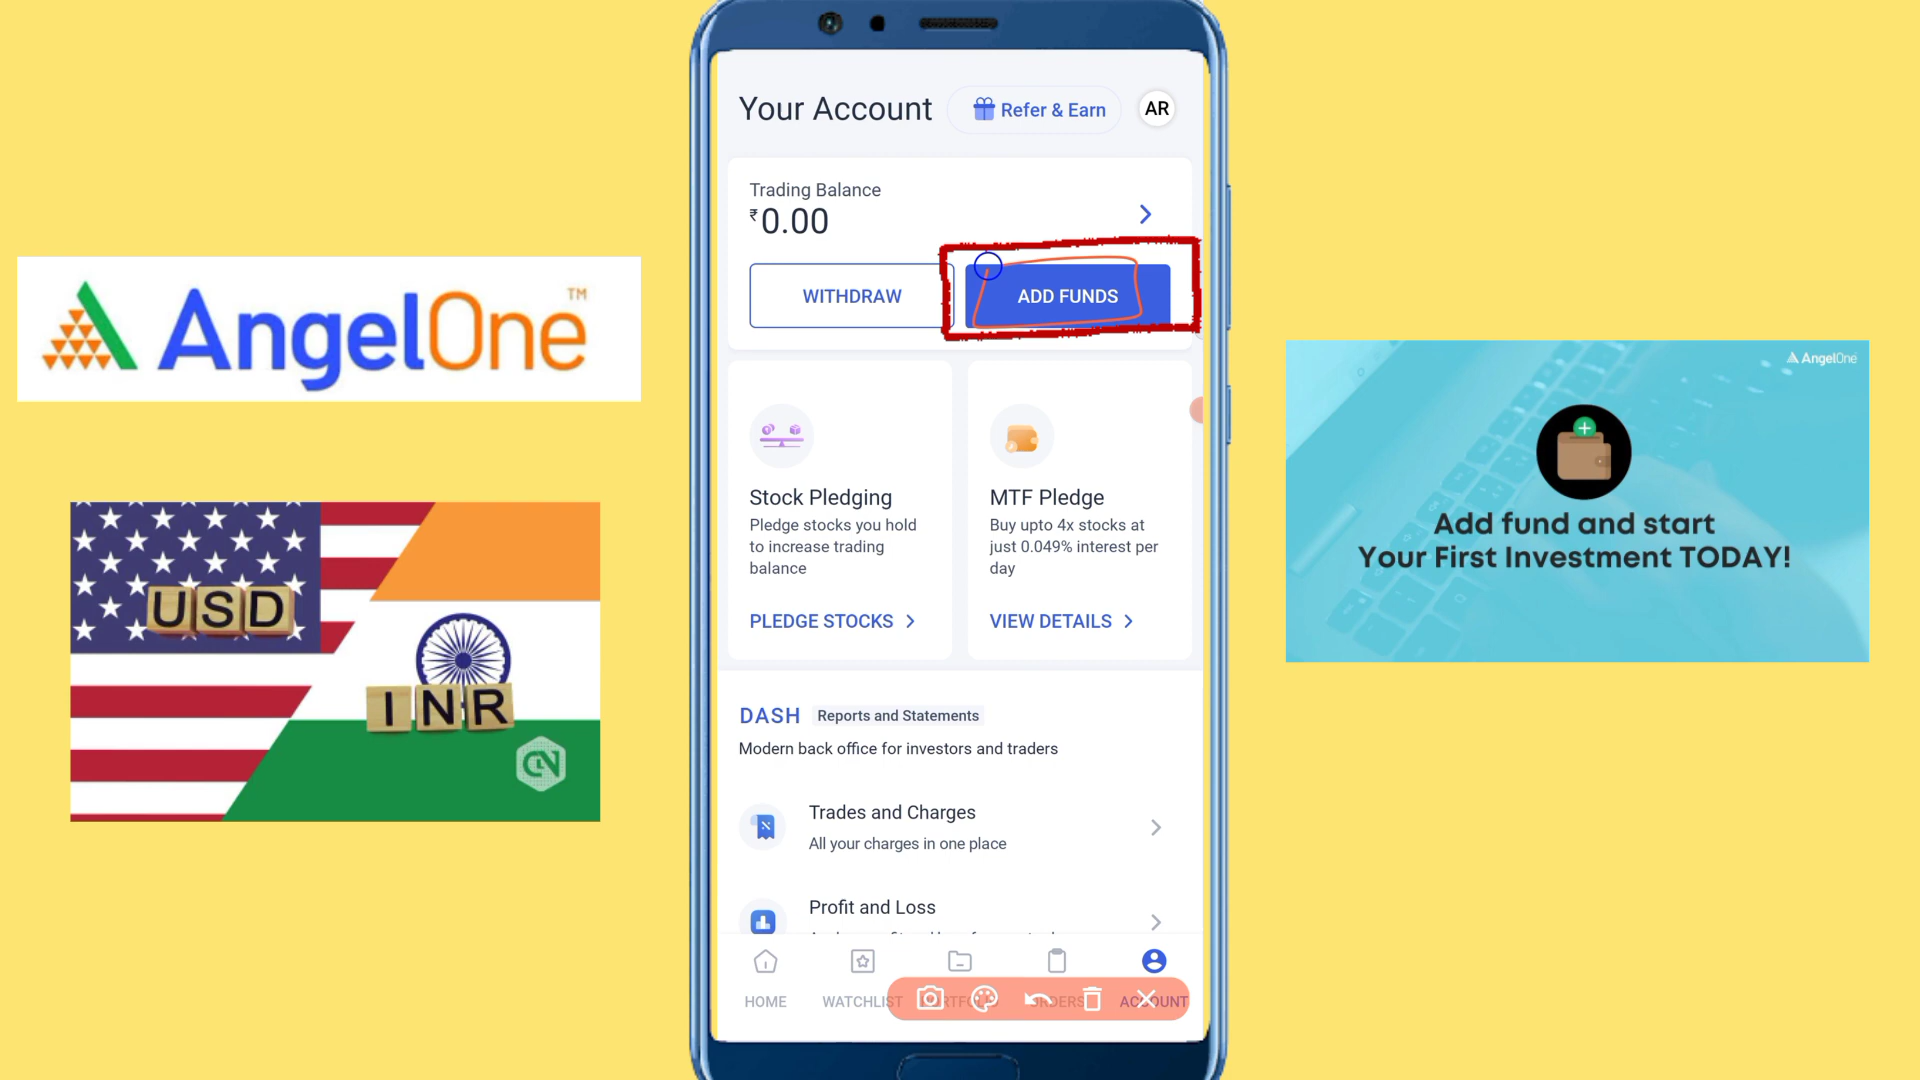 AngelOne™
USD
INR
CN
Your Account
Refer & Earn
AR
Trading Balance
₹0.00
WITHDRAW
ADD FUNDS
Stock Pledging
Pledge stocks you hold
to increase trading
balance
PLEDGE STOCKS
MTF Pledge
Buy upto 4x stocks at
just 0.049% interest per
day
VIEW DETAILS
DASH Reports and Statements
Modern back office for investors and traders
Trades and Charges
All your charges in one place
Profit and Loss
HOME
WATCHLIST
ORDERS
ACCOUNT
AngelOne
Add fund and start
Your First Investment TODAY!